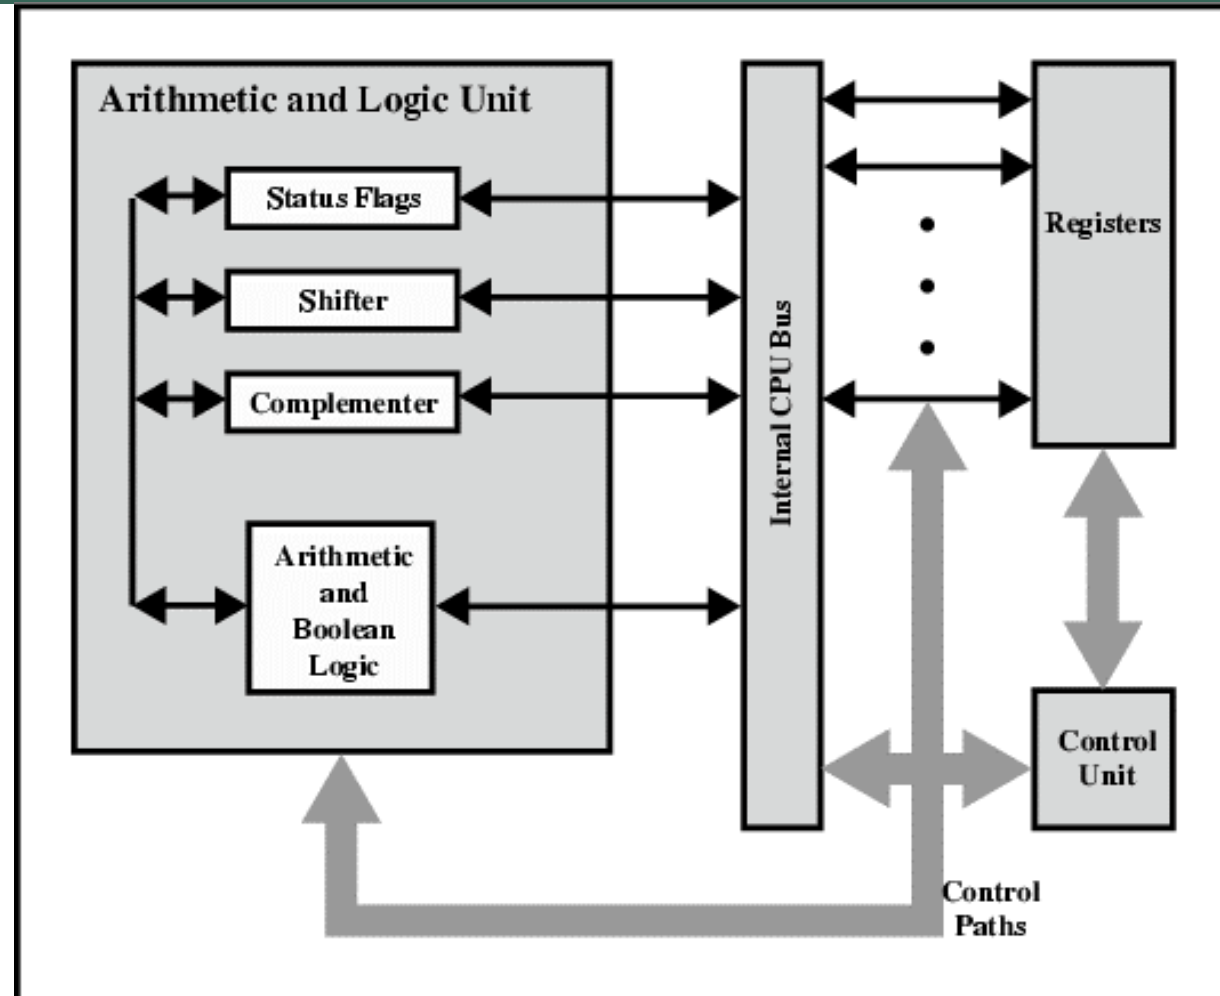 Arithmetic and Logic Unit
Status Flags
Shifter
Complementer
Arithmetic
and
Boolean
Logic
Internal CPU Bus
Registers
Control
Unit
Control
Paths